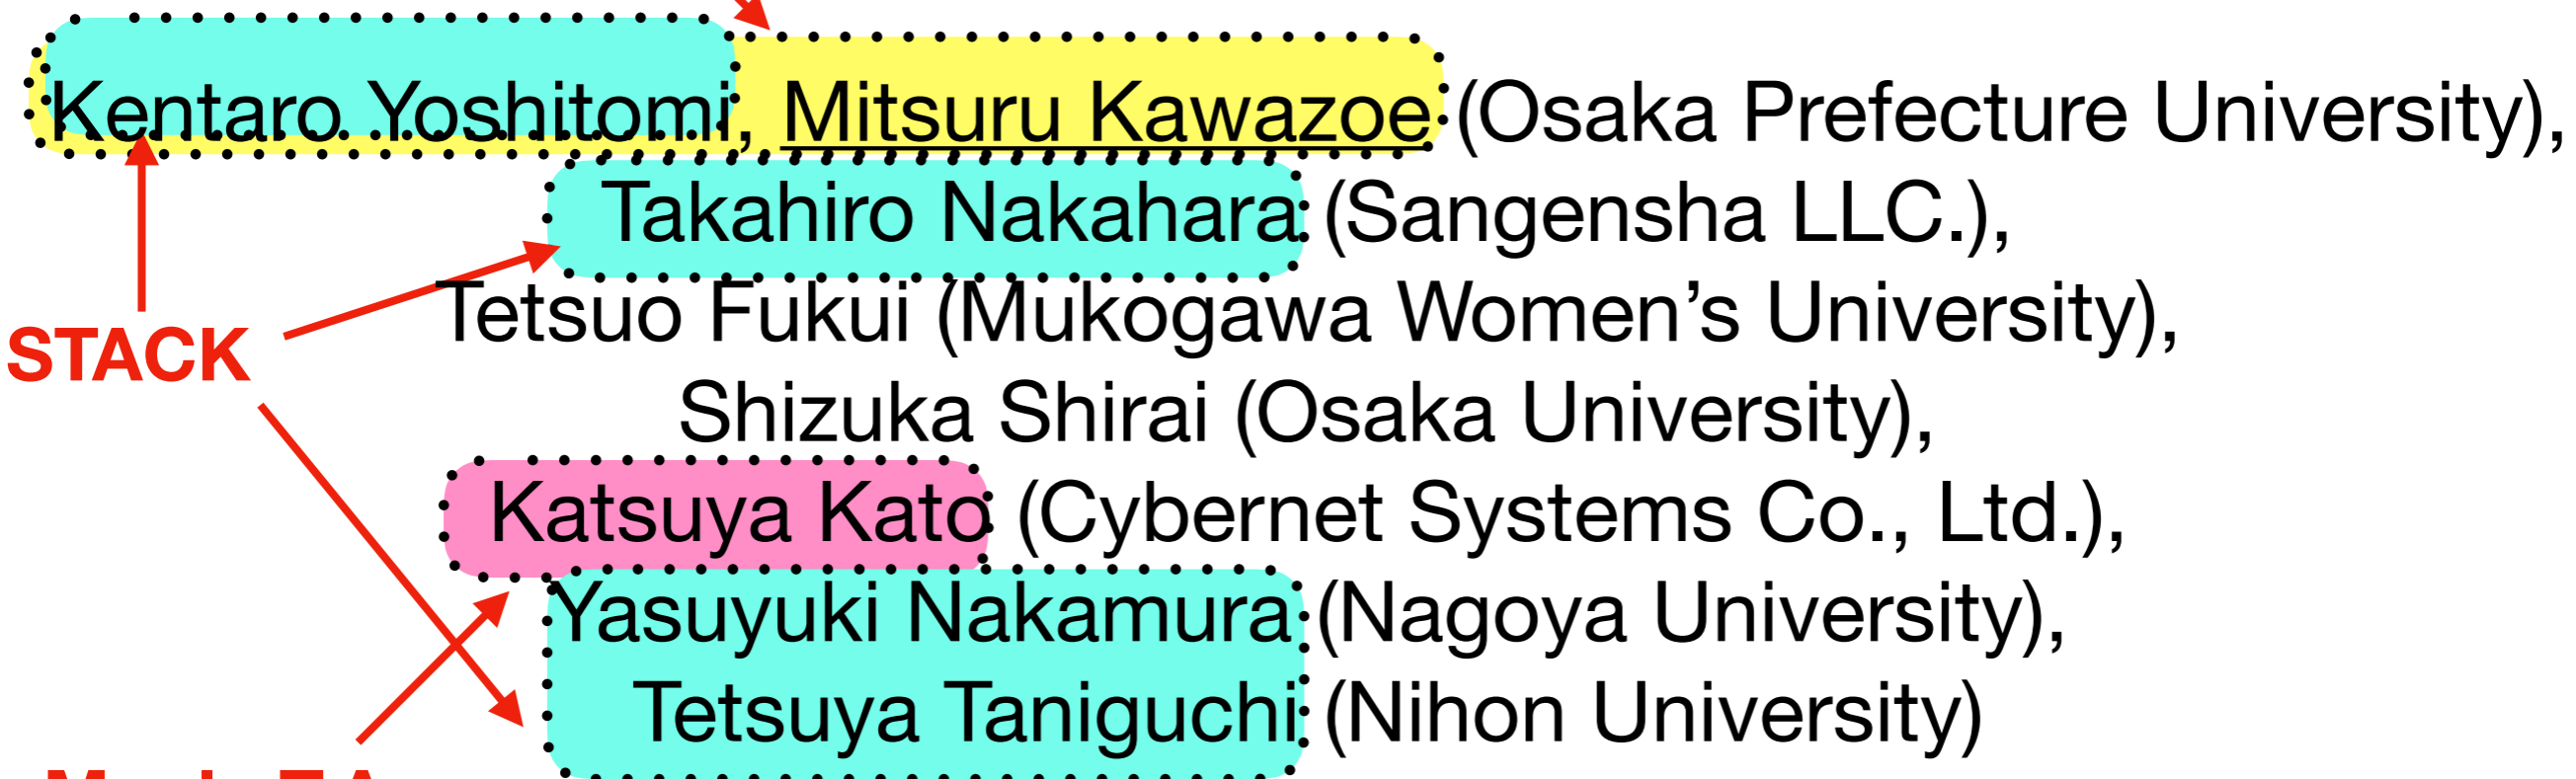 Kentaro Yoshitomi, Mitsuru Kawazoe (Osaka Prefecture University),
Takahiro Nakahara (Sangensha LLC.),
Tetsuo Fukui (Mukogawa Women’s University),
STACK
Shizuka Shirai (Osaka University),
Katsuya Kato (Cybernet Systems Co., Ltd.),
Yasuyuki Nakamura (Nagoya University),
Tetsuya Taniguchi (Nihon University)